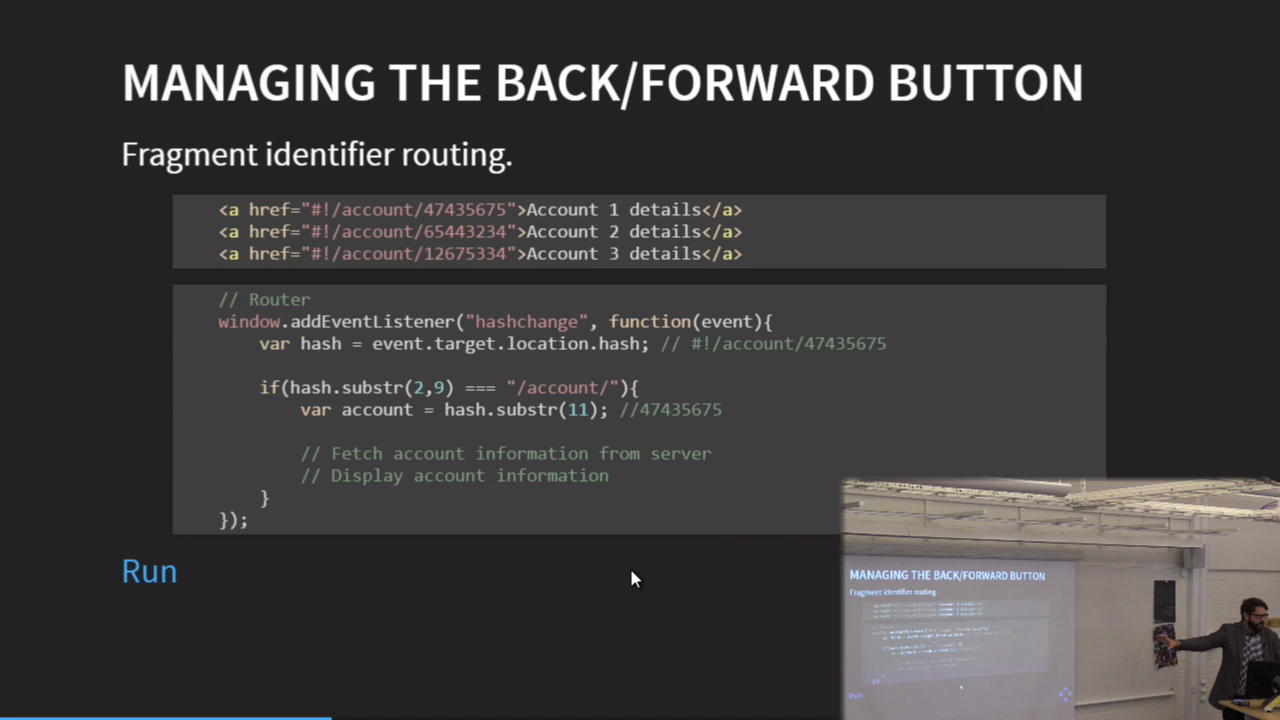 MANAGING THE BACK/FORWARD BUTTON
Fragment identifier routing.
<a href="#!/account/47435675">Account 1 details</a>
<a href="#!/account/65443234">Account 2 details</a>
<a href="#!/account/12675334">Account 3 details</a>
// Router
window.addEventListener("hashchange", function(event){
var hash = event.target.location.hash; // #!/account/47435675
if(hash.substr(2,9) === "/account/"){
var account = hash.substr(11); //47435675
// Fetch account information from server
// Display account information
}
});
Run
MANAGING THE BACK/FORWARD BUTTON
Fragment identifier routing.
Run